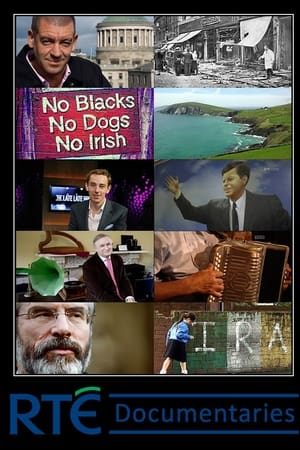 No Blacks
No Dogs
No Irish
THE LATE LATE
IRA
RTÉ Documentaries